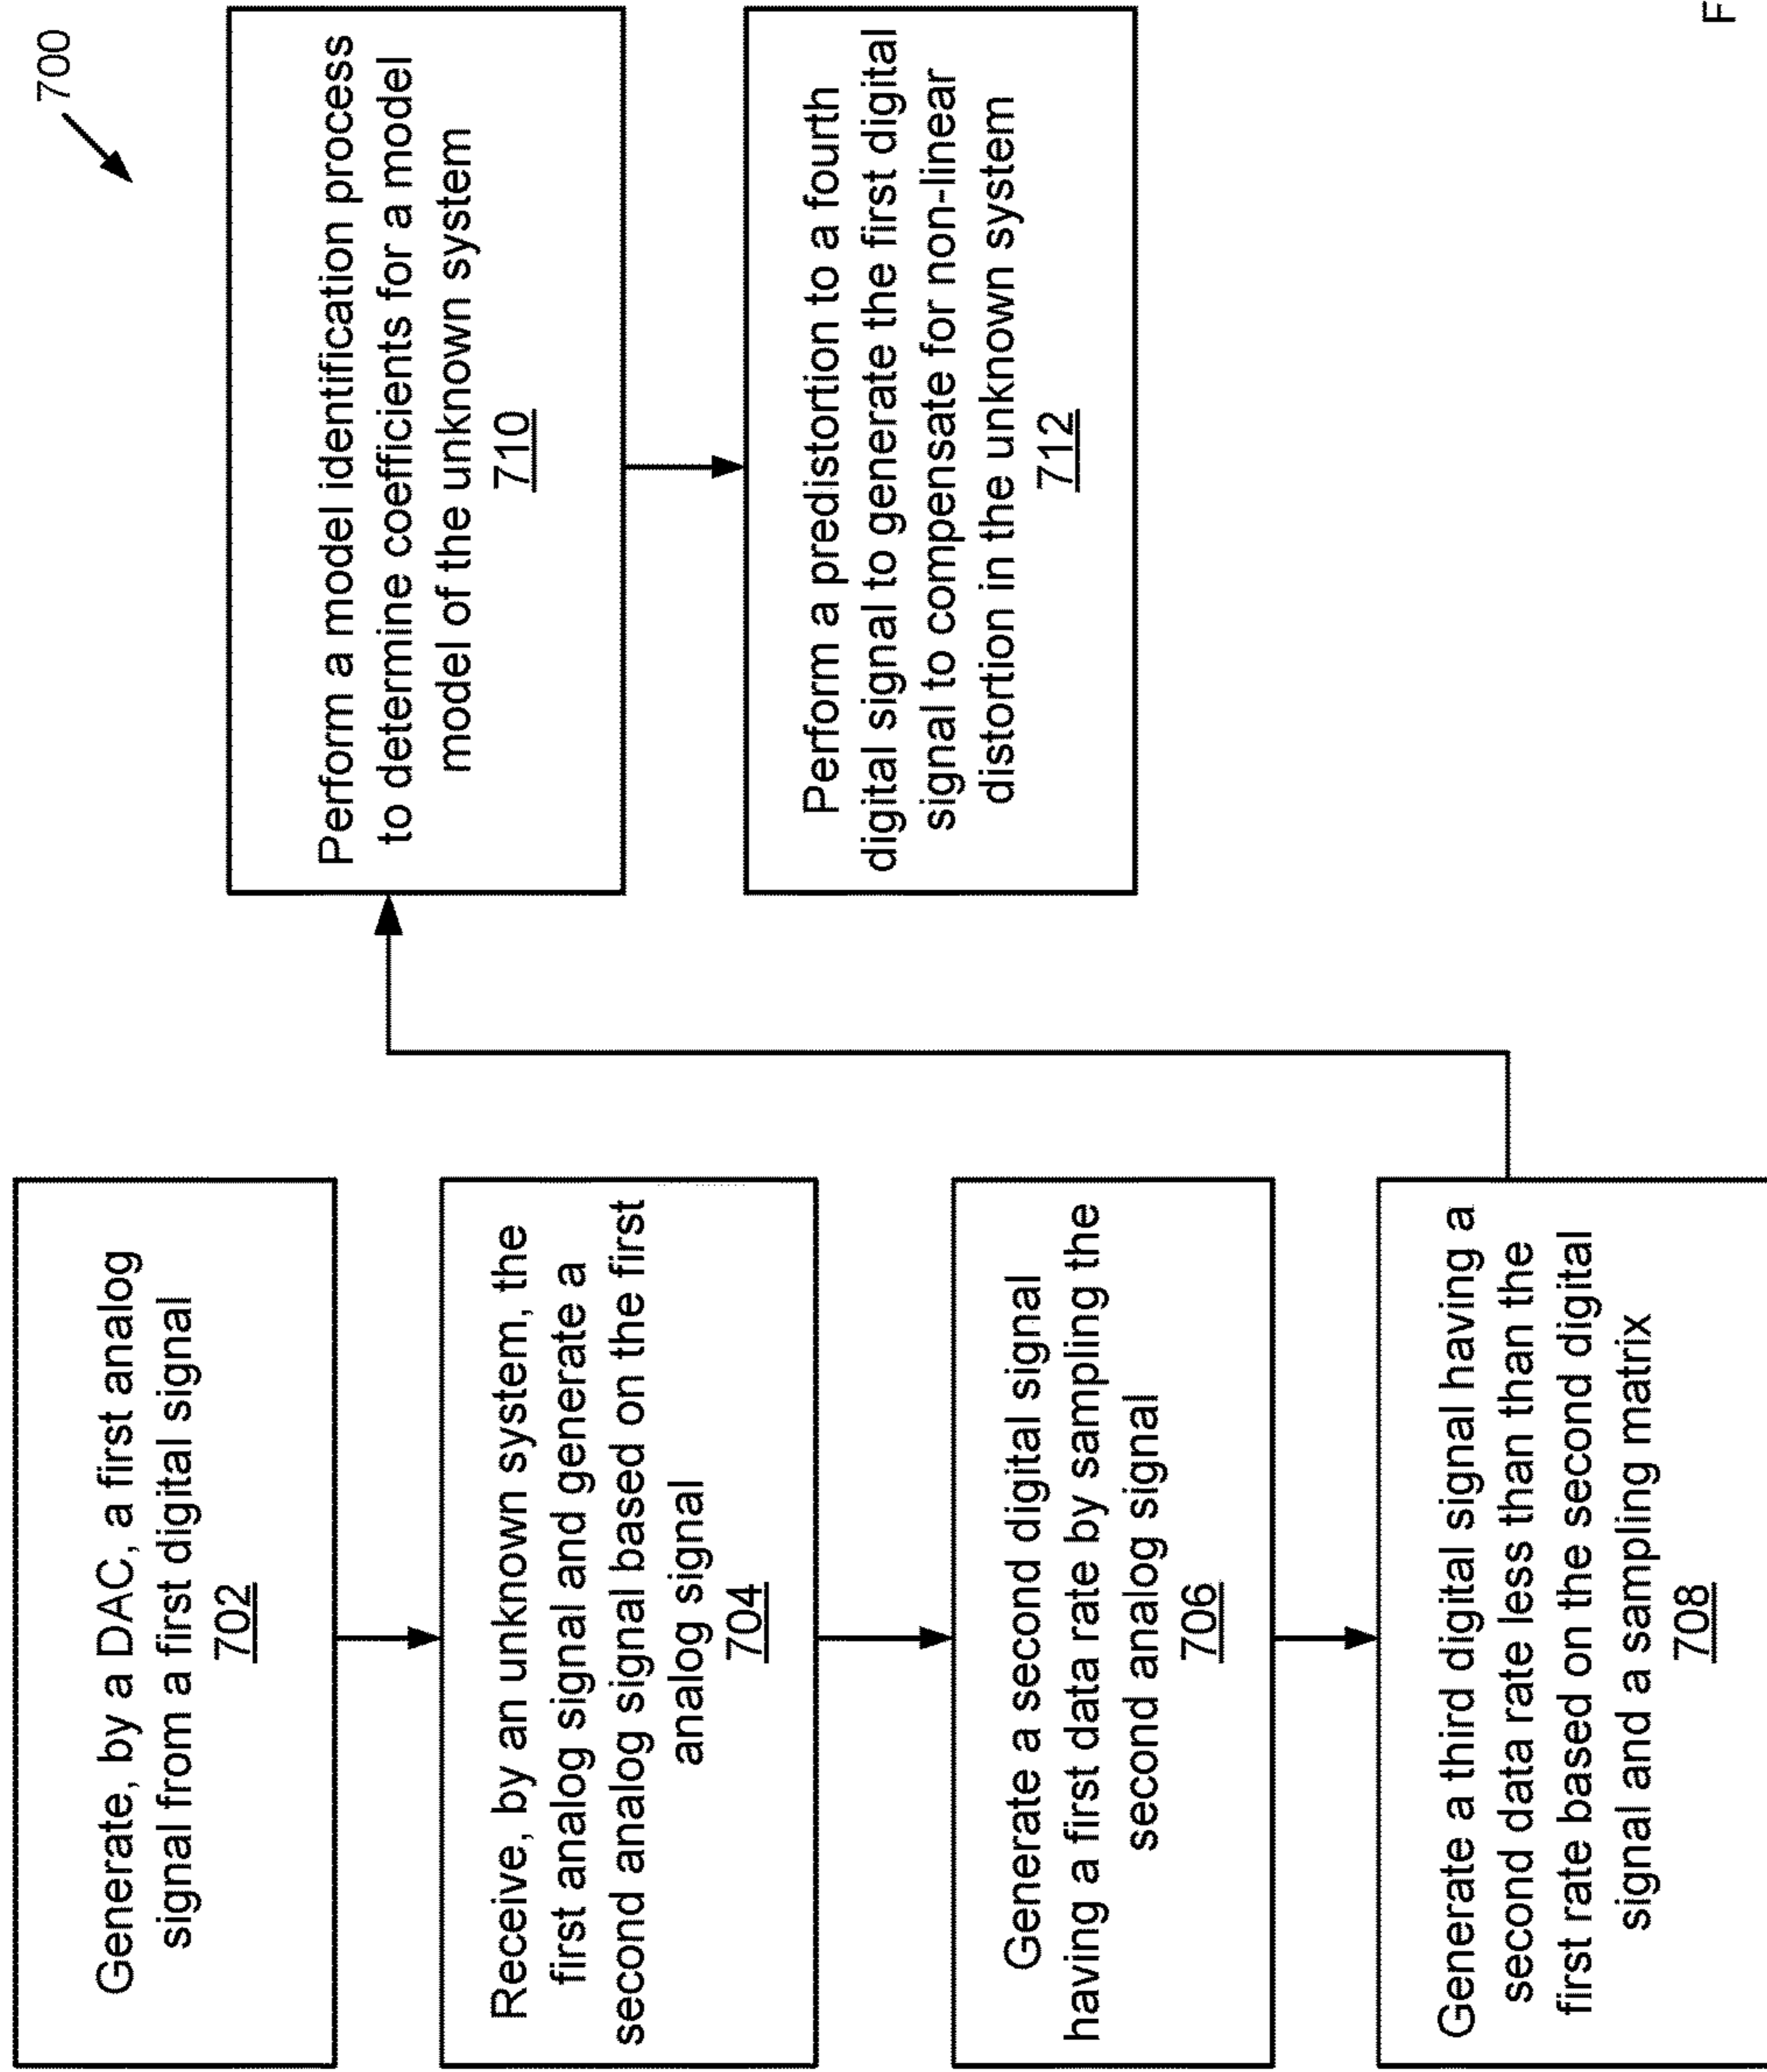 700
Generate, by a DAC, a first analog
signal from a first digital signal
702
Receive, by an unknown system, the
first analog signal and generate a
second analog signal based on the first
analog signal
704
Generate a second digital signal
having a first data rate by sampling the
second analog signal
706
Generate a third digital signal having a
second data rate less than than the
first rate based on the second digital
signal and a sampling matrix
708
Perform a model identification process
to determine coefficients for a model
model of the unknown system
710
Perform a predistortion to a fourth
digital signal to generate the first digital
signal to compensate for non-linear
distortion in the unknown system
712
F